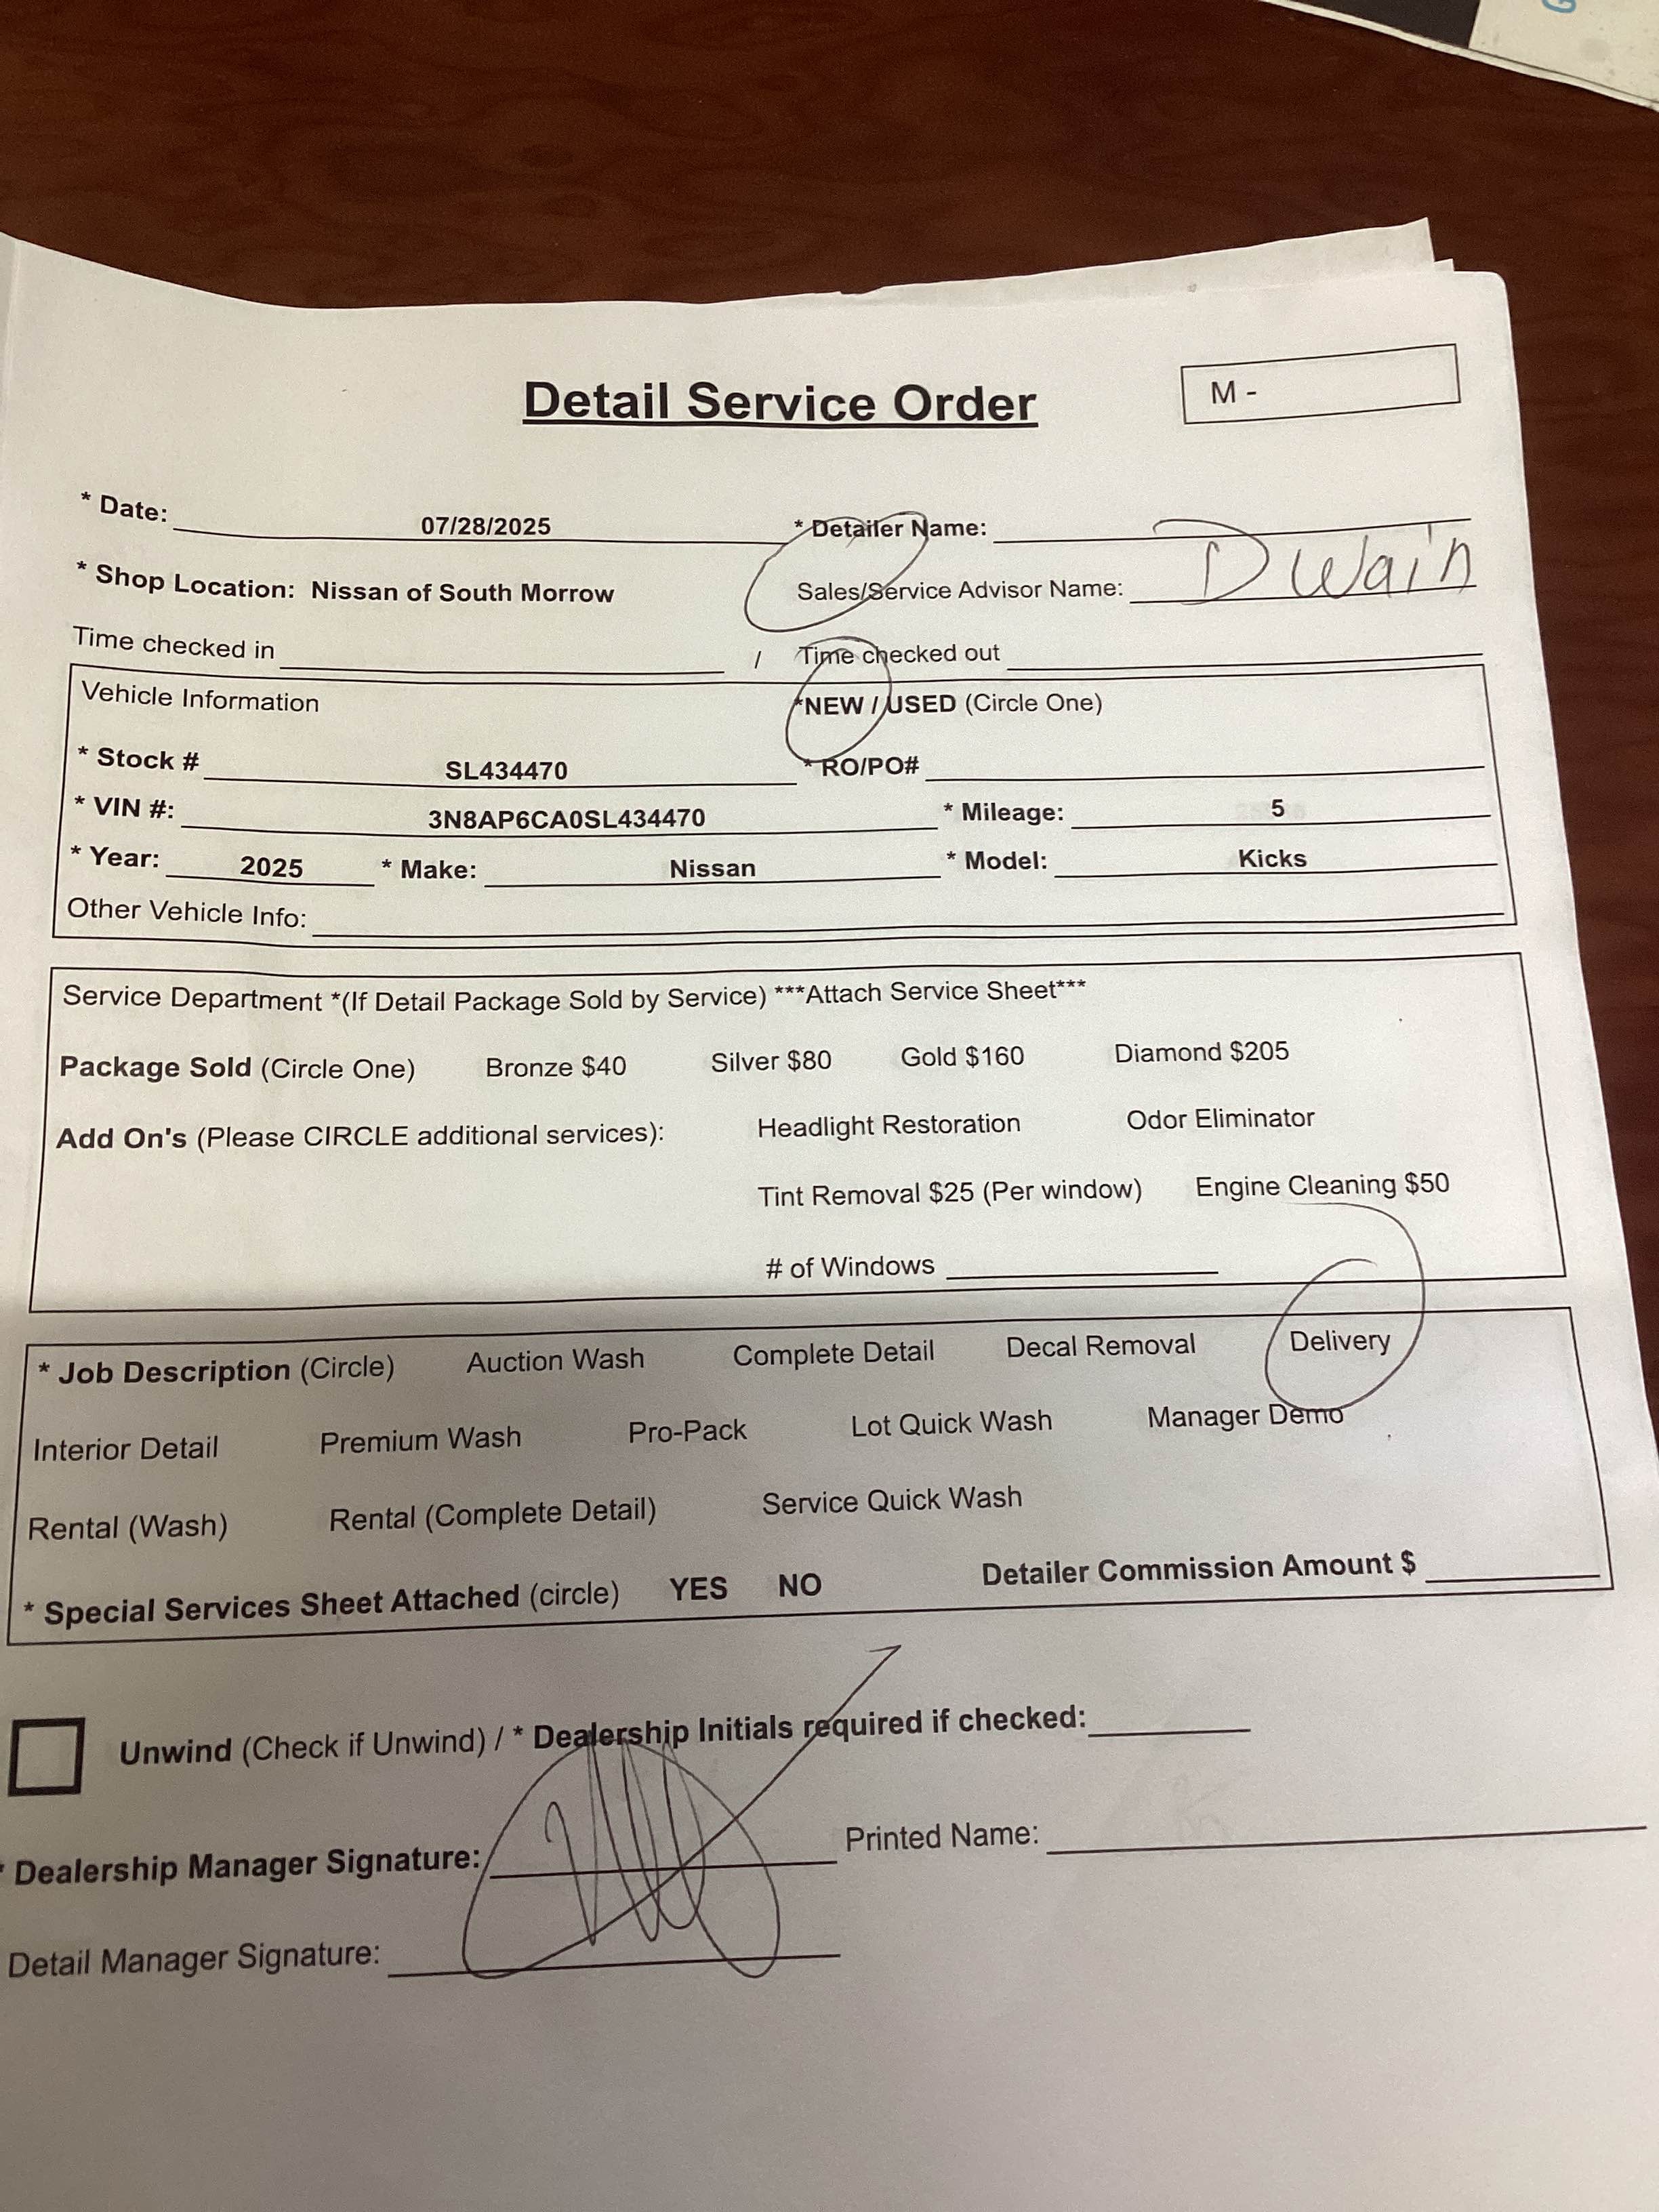 Detail Service Order
M -
* Date: 07/28/2025 * Detailer Name:
* Shop Location: Nissan of South Morrow Sales/Service Advisor Name: DWain
Time checked in / Time checked out
Vehicle Information *NEW / USED (Circle One)
* Stock # SL434470 * RO/PO#
* VIN #: 3N8AP6CA0SL434470 * Mileage: 5
* Year: 2025 * Make: Nissan * Model: Kicks
Other Vehicle Info:
Service Department *(If Detail Package Sold by Service) ***Attach Service Sheet***
Package Sold (Circle One) Bronze $40 Silver $80 Gold $160 Diamond $205
Add On's (Please CIRCLE additional services): Headlight Restoration Odor Eliminator
Tint Removal $25 (Per window) Engine Cleaning $50
# of Windows
* Job Description (Circle) Auction Wash Complete Detail Decal Removal Delivery
Interior Detail Premium Wash Pro-Pack Lot Quick Wash Manager Demo
Rental (Wash) Rental (Complete Detail) Service Quick Wash
* Special Services Sheet Attached (circle) YES NO Detailer Commission Amount $
Unwind (Check if Unwind) / * Dealership Initials required if checked:
* Dealership Manager Signature: Printed Name:
Detail Manager Signature: